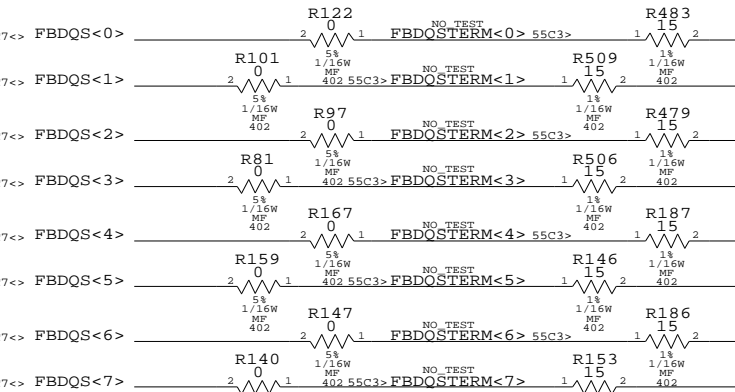 R122 R483
0 NO_TEST 15
7<> FBDQS<0> 2 1 FBDQSTERM<0> 55C3> 1 2
R101 5% R509 1%
0 1/16W 15 1/16W
MF NO_TEST MF
7<> FBDQS<1> 2 1 402 55C3> FBDQSTERM<1> 1 2 402
5% 1%
1/16W 1/16W
MF MF
402 R97 402 R479
0 NO_TEST 15
7<> FBDQS<2> 2 1 FBDQSTERM<2> 55C3> 1 2
R81 5% R506 1%
0 1/16W 15 1/16W
MF NO_TEST MF
7<> FBDQS<3> 2 1 402 55C3> FBDQSTERM<3> 1 2 402
5% 1%
1/16W 1/16W
MF MF
402 R167 402 R187
0 NO_TEST 15
7<> FBDQS<4> 2 1 FBDQSTERM<4> 55C3> 1 2
R159 5% R146 1%
0 1/16W 15 1/16W
MF NO_TEST MF
7<> FBDQS<5> 2 1 402 55C3> FBDQSTERM<5> 1 2 402
5% 1%
1/16W 1/16W
MF MF
402 R147 402 R186
0 NO_TEST 15
7<> FBDQS<6> 2 1 FBDQSTERM<6> 55C3> 1 2
R140 5% R153 1%
0 1/16W 15 1/16W
MF NO_TEST MF
7<> FBDQS<7> 2 1 402 55C3> FBDQSTERM<7> 1 2 402